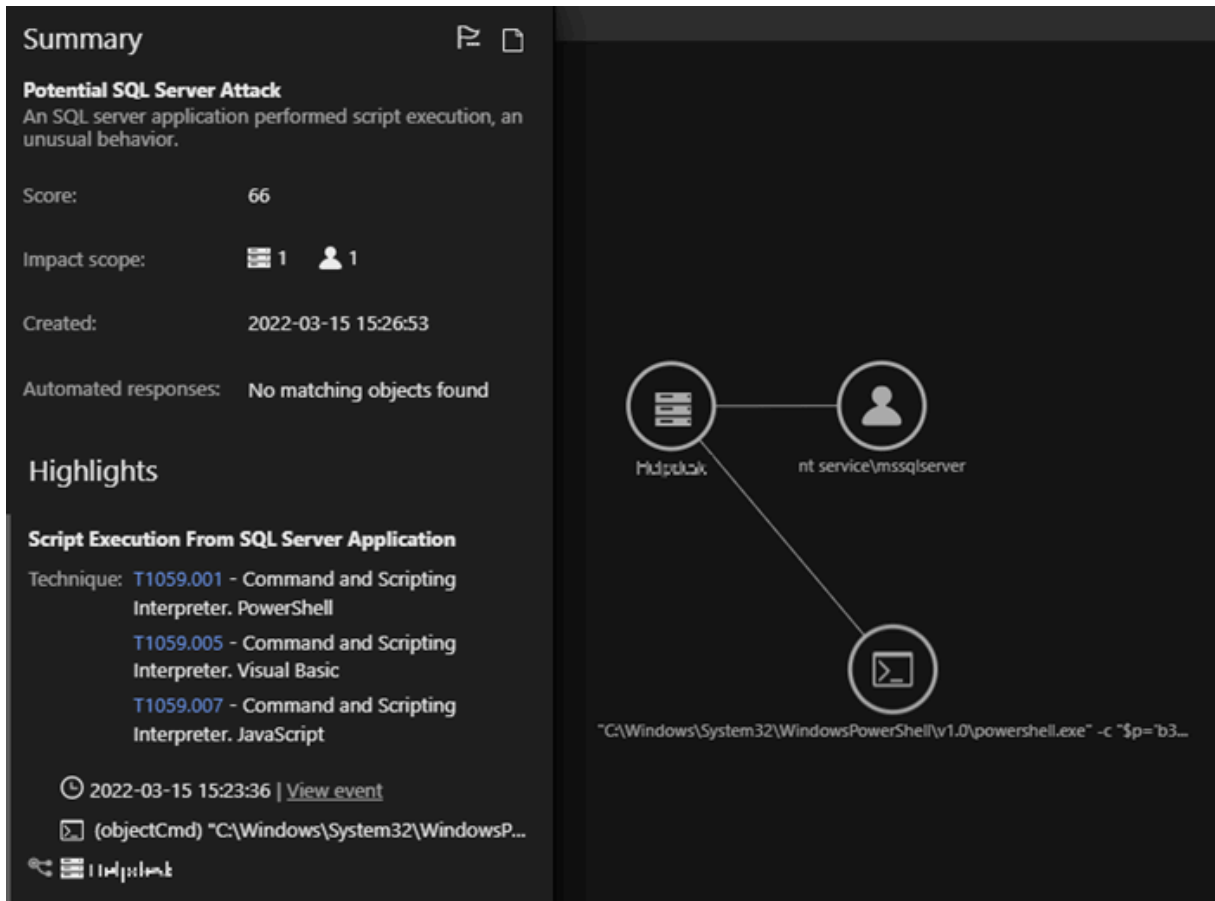 Summary
Potential SQL Server Attack
An SQL server application performed script execution, an
unusual behavior.
Score: 66
Impact scope: 1 1
Created: 2022-03-15 15:26:53
Automated responses: No matching objects found
Highlights
Script Execution From SQL Server Application
Technique: T1059.001 - Command and Scripting
Interpreter. PowerShell
T1059.005 - Command and Scripting
Interpreter. Visual Basic
T1059.007 - Command and Scripting
Interpreter. JavaScript
2022-03-15 15:23:36 | View event
(objectCmd) "C:\Windows\System32\WindowsP...
nt service\mssqlserver
"C:\Windows\System32\WindowsPowerShell\v1.0\powershell.exe" -c "$p='b3...